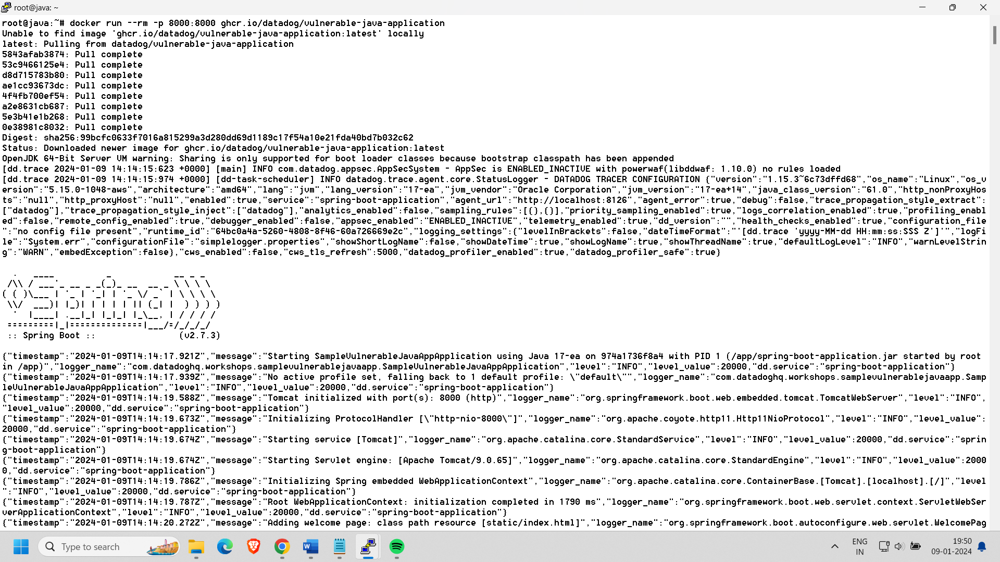 root@java: ~
root@java:~# docker run --rm -p 8000:8000 ghcr.io/datadog/vulnerable-java-application
Unable to find image 'ghcr.io/datadog/vulnerable-java-application:latest' locally
latest: Pulling from datadog/vulnerable-java-application
5843afab3874: Pull complete
53c9466125e4: Pull complete
d8d715783b80: Pull complete
ae1cc93673dc: Pull complete
4f4fb700ef54: Pull complete
a2e8631cb687: Pull complete
5e3b41e1b268: Pull complete
0e38981c8032: Pull complete
Digest: sha256:99bcfc0633f7016a815299a3d280dd69d1189c17f54a10e21fda40bd7b032c62
Status: Downloaded newer image for ghcr.io/datadog/vulnerable-java-application:latest
OpenJDK 64-Bit Server VM warning: Sharing is only supported for boot loader classes because bootstrap classpath has been appended
[dd.trace 2024-01-09 14:14:15:623 +0000] [main] INFO com.datadog.appsec.AppSecSystem - AppSec is ENABLED_INACTIVE with powerwaf(libddwaf: 1.10.0) no rules loaded
[dd.trace 2024-01-09 14:14:15:974 +0000] [dd-task-scheduler] INFO datadog.trace.agent.core.StatusLogger - DATADOG TRACER CONFIGURATION {"version":"1.15.3~6c73dffd68","os_name":"Linux","os_v
ersion":"5.15.0-1048-aws","architecture":"amd64","lang":"jvm","lang_version":"17-ea","jvm_vendor":"Oracle Corporation","jvm_version":"17-ea+14","java_class_version":"61.0","http_nonProxyHos
ts":"null","http_proxyHost":"null","enabled":true,"service":"spring-boot-application","agent_url":"http://localhost:8126","agent_error":true,"debug":false,"trace_propagation_style_extract":
["datadog"],"trace_propagation_style_inject":["datadog"],"analytics_enabled":false,"sampling_rules":[{},{}],"priority_sampling_enabled":true,"logs_correlation_enabled":true,"profiling_enabl
ed":false,"remote_config_enabled":true,"debugger_enabled":false,"appsec_enabled":"ENABLED_INACTIVE","telemetry_enabled":true,"dd_version":"","health_checks_enabled":true,"configuration_file
":"no config file present","runtime_id":"64bc0a4a-5260-4808-8f46-60a726669e2c","logging_settings":{"levelInBrackets":false,"dateTimeFormat":"'[dd.trace 'yyyy-MM-dd HH:mm:ss:SSS Z']'","logFi
le":"System.err","configurationFile":"simplelogger.properties","showShortLogName":false,"showDateTime":true,"showLogName":true,"showThreadName":true,"defaultLogLevel":"INFO","warnLevelStrin
g":"WARN","embedException":false},"cws_enabled":false,"cws_tls_refresh":5000,"datadog_profiler_enabled":true,"datadog_profiler_safe":true}
Spring
:: Spring Boot :: (v2.7.3)
{"timestamp":"2024-01-09T14:14:17.921Z","message":"Starting SampleVulnerableJavaAppApplication using Java 17-ea on 974a1736f8a4 with PID 1 (/app/spring-boot-application.jar started by root
in /app)","logger_name":"com.datadoghq.workshops.samplevulnerablejavaapp.SampleVulnerableJavaAppApplication","level":"INFO","level_value":20000,"dd.service":"spring-boot-application"}
{"timestamp":"2024-01-09T14:14:17.939Z","message":"No active profile set, falling back to 1 default profile: \"default\"","logger_name":"com.datadoghq.workshops.samplevulnerablejavaapp.Samp
leVulnerableJavaAppApplication","level":"INFO","level_value":20000,"dd.service":"spring-boot-application"}
{"timestamp":"2024-01-09T14:14:19.588Z","message":"Tomcat initialized with port(s): 8000 (http)","logger_name":"org.springframework.boot.web.embedded.tomcat.TomcatWebServer","level":"INFO",
"level_value":20000,"dd.service":"spring-boot-application"}
{"timestamp":"2024-01-09T14:14:19.673Z","message":"Initializing ProtocolHandler [\"http-nio-8000\"]","logger_name":"org.apache.coyote.http11.Http11NioProtocol","level":"INFO","level_value":
20000,"dd.service":"spring-boot-application"}
{"timestamp":"2024-01-09T14:14:19.674Z","message":"Starting service [Tomcat]","logger_name":"org.apache.catalina.core.StandardService","level":"INFO","level_value":20000,"dd.service":"sprin
g-boot-application"}
{"timestamp":"2024-01-09T14:14:19.674Z","message":"Starting Servlet engine: [Apache Tomcat/9.0.65]","logger_name":"org.apache.catalina.core.StandardEngine","level":"INFO","level_value":2000
0,"dd.service":"spring-boot-application"}
{"timestamp":"2024-01-09T14:14:19.786Z","message":"Initializing Spring embedded WebApplicationContext","logger_name":"org.apache.catalina.core.ContainerBase.[Tomcat].[localhost].[/]","level
":"INFO","level_value":20000,"dd.service":"spring-boot-application"}
{"timestamp":"2024-01-09T14:14:19.787Z","message":"Root WebApplicationContext: initialization completed in 1790 ms","logger_name":"org.springframework.boot.web.servlet.context.ServletWebSer
verApplicationContext","level":"INFO","level_value":20000,"dd.service":"spring-boot-application"}
{"timestamp":"2024-01-09T14:14:20.272Z","message":"Adding welcome page: class path resource [static/index.html]","logger_name":"org.springframework.boot.autoconfigure.web.servlet.WelcomePag
Type to search
ENG
IN
19:50
09-01-2024